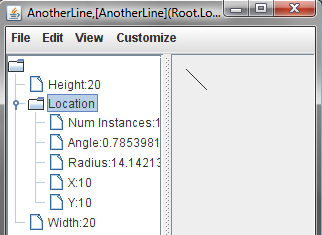 AnotherLine,[AnotherLine](Root.Lo...
File Edit View Customize
Height:20
Location
Num Instances:1
Angle:0.7853981
Radius:14.14213
X:10
Y:10
Width:20